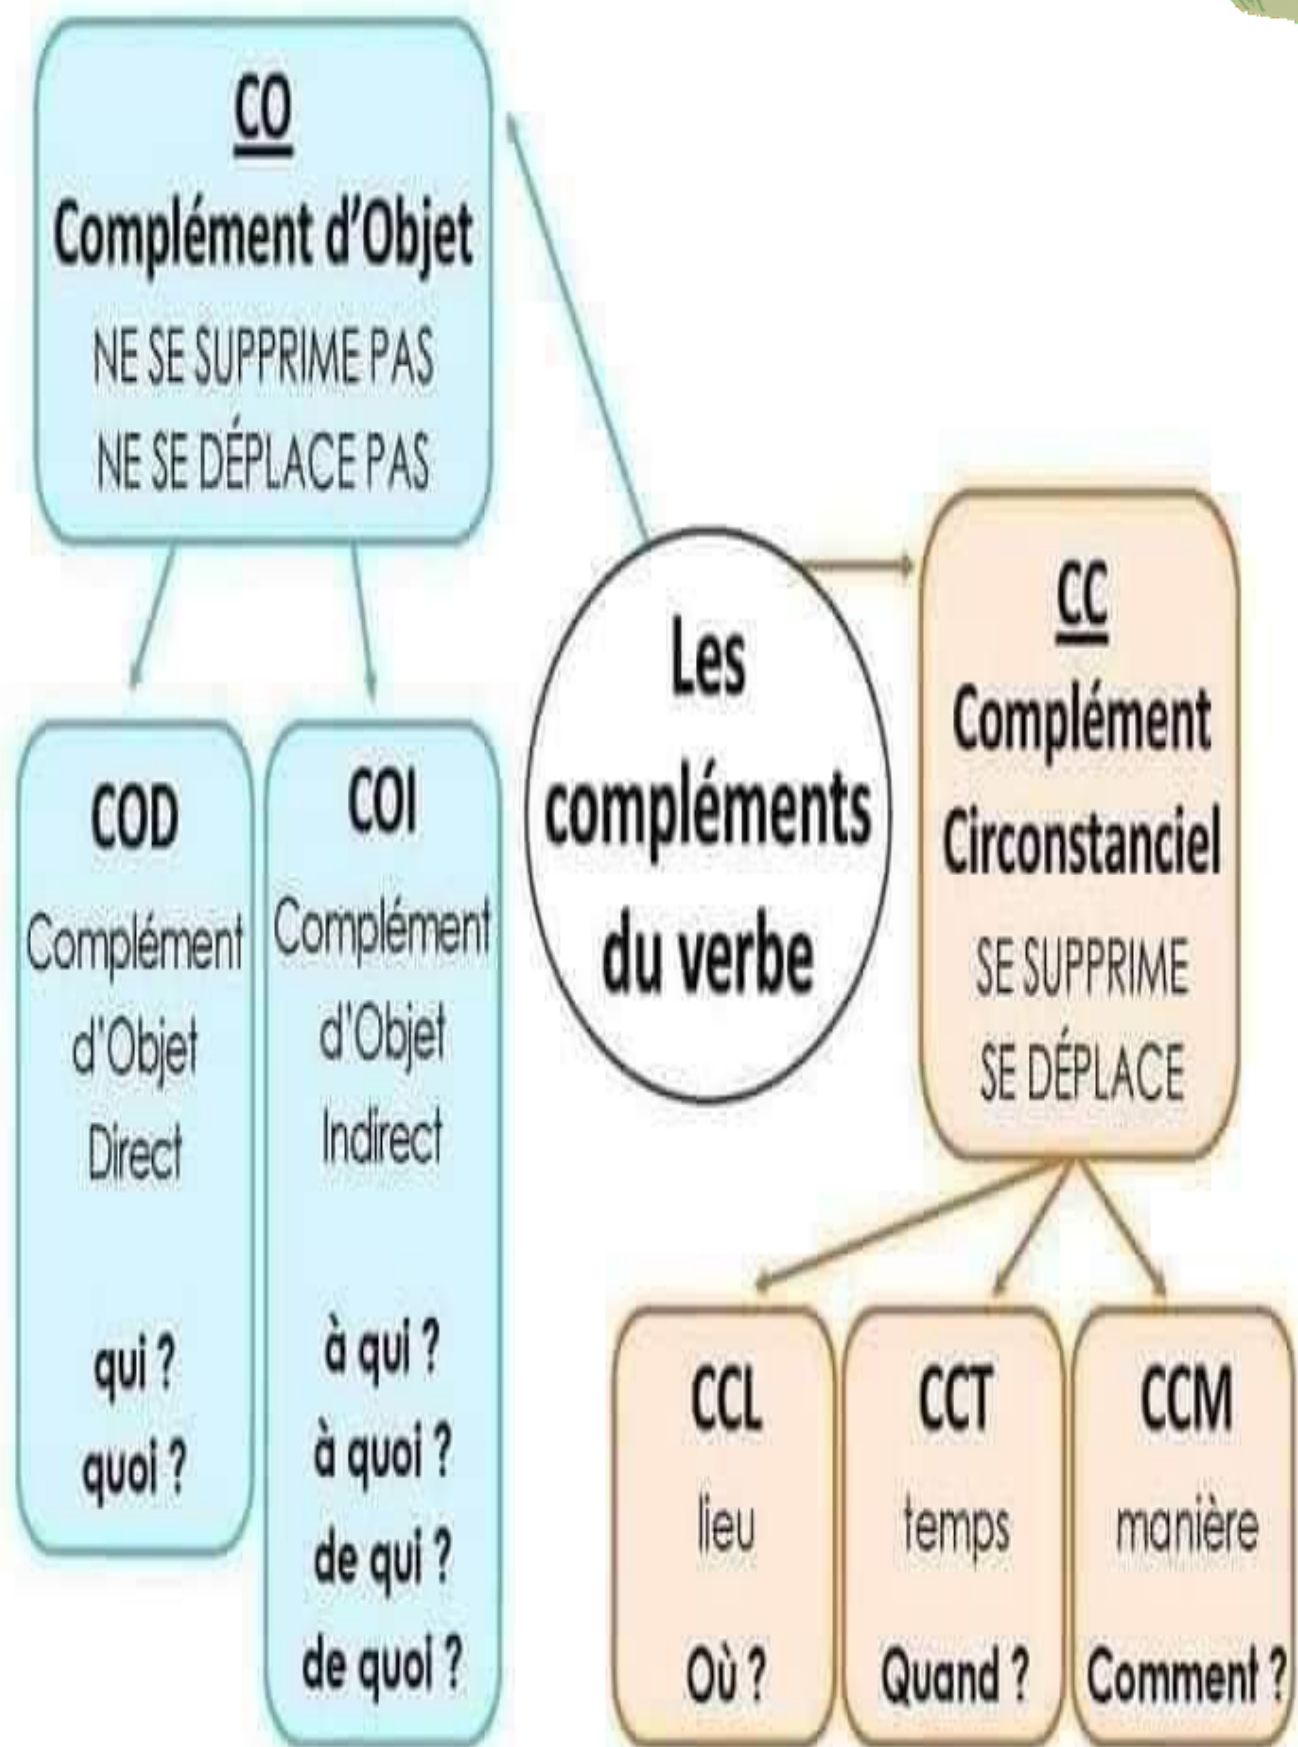 CO
Complément d'Objet
NE SE SUPPRIME PAS
NE SE DÉPLACE PAS
COD
Complément
d'Objet
Direct
qui ?
quoi ?
COI
Complément
d'Objet
Indirect
à qui ?
à quoi ?
de qui ?
de quoi ?
Les
compléments
du verbe
CC
Complément
Circonstanciel
SE SUPPRIME
SE DÉPLACE
CCL
lieu
Où ?
CCT
temps
Quand ?
CCM
manière
Comment ?